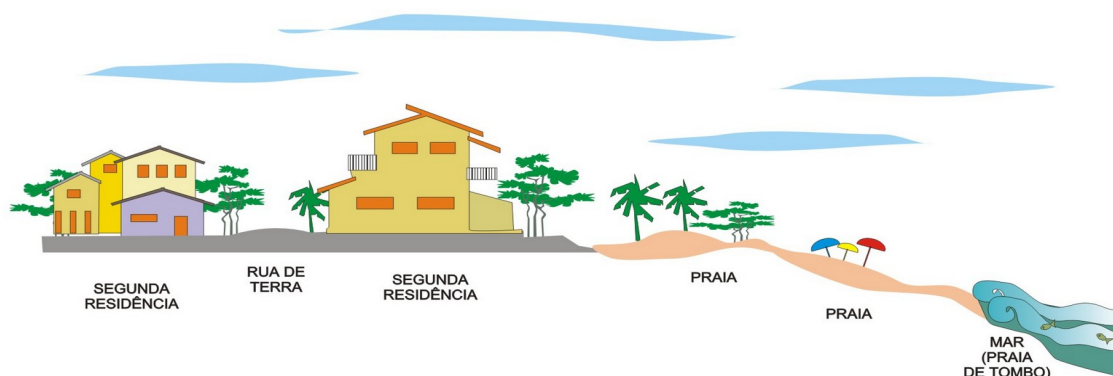 SEGUNDA
RESIDÊNCIA
RUA DE
TERRA
SEGUNDA
RESIDÊNCIA
PRAIA
PRAIA
MAR
(PRAIA
DE TOMBO)